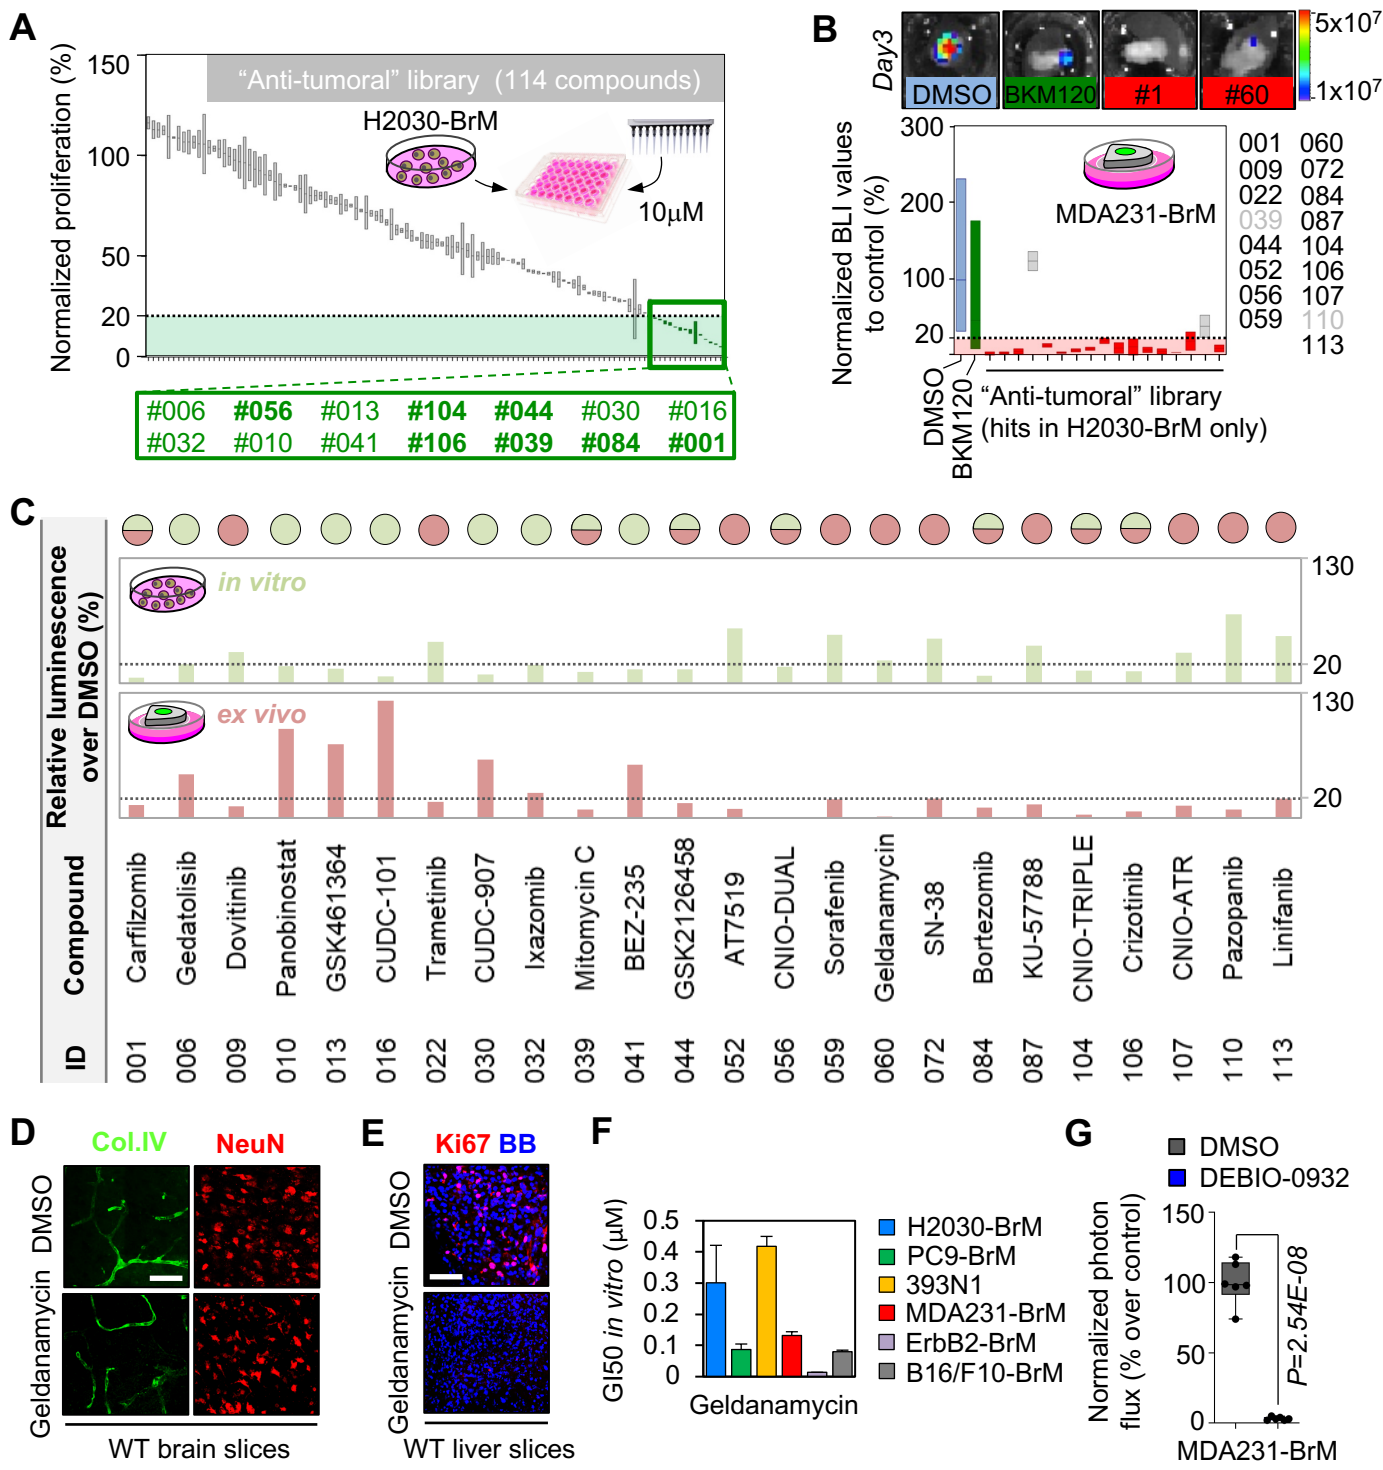 A
Normalized proliferation (%)
150
100
50
20
0
“Anti-tumoral” library (114 compounds)
H2030-BrM
10µM
#006 #056 #013 #104 #044 #030 #016
#032 #010 #041 #106 #039 #084 #001
B
Day3
DMSO BKM120 #1 #60
5x10⁷
1x10⁷
Normalized BLI values
to control (%)
300
200
100
20
MDA231-BrM
001 060
009 072
022 084
039 087
044 104
052 106
056 107
059 110
113
DMSO
BKM120
“Anti-tumoral” library
(hits in H2030-BrM only)
C
Relative luminescence
over DMSO (%)
in vitro
130
20
ex vivo
130
20
Compound
Carfilzomib
Gedatolisib
Dovitinib
Panobinostat
GSK461364
CUDC-101
Trametinib
CUDC-907
Ixazomib
Mitomycin C
BEZ-235
GSK2126458
AT7519
CNIO-DUAL
Sorafenib
Geldanamycin
SN-38
Bortezomib
KU-57788
CNIO-TRIPLE
Crizotinib
CNIO-ATR
Pazopanib
Linifanib
ID
001 006 009 010 013 016 022 030 032 039 041 044 052 056 059 060 072 084 087 104 106 107 110 113
D
Col.IV NeuN
DMSO
Geldanamycin
WT brain slices
E
Ki67 BB
DMSO
Geldanamycin
WT liver slices
F
GI50 in vitro (µM)
0.5
0.4
0.3
0.2
0.1
0
Geldanamycin
H2030-BrM
PC9-BrM
393N1
MDA231-BrM
ErbB2-BrM
B16/F10-BrM
G
DMSO
DEBIO-0932
Normalized photon
flux (% over control)
150
100
50
0
P=2.54E-08
MDA231-BrM